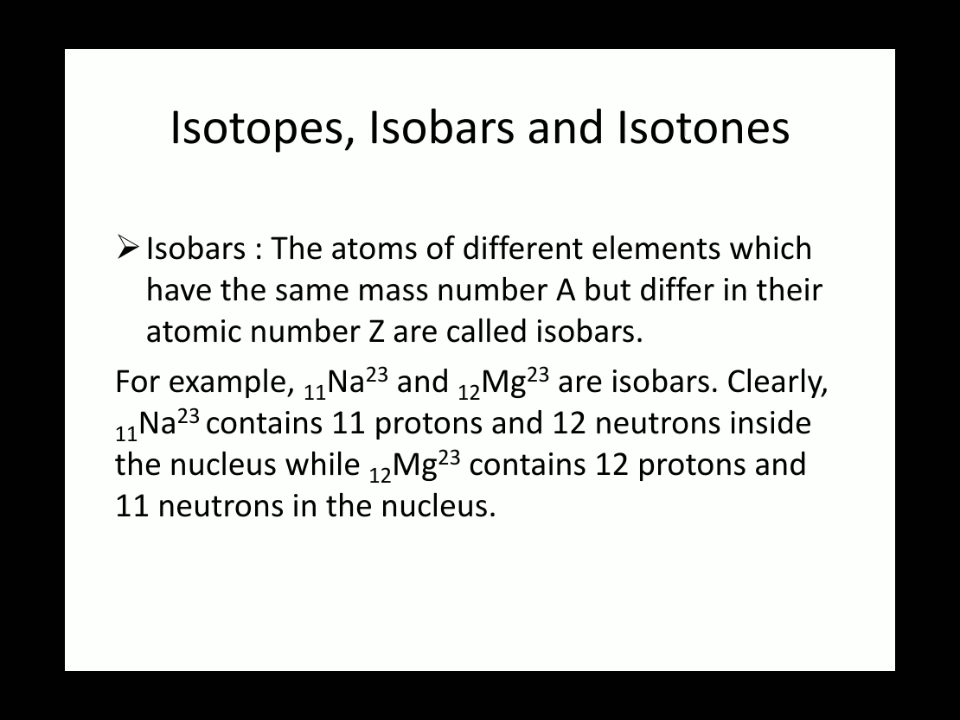 Isotopes, Isobars and Isotones
➢ Isobars : The atoms of different elements which
have the same mass number A but differ in their
atomic number Z are called isobars.
For example, ₁₁Na²³ and ₁₂Mg²³ are isobars. Clearly,
₁₁Na²³ contains 11 protons and 12 neutrons inside
the nucleus while ₁₂Mg²³ contains 12 protons and
11 neutrons in the nucleus.